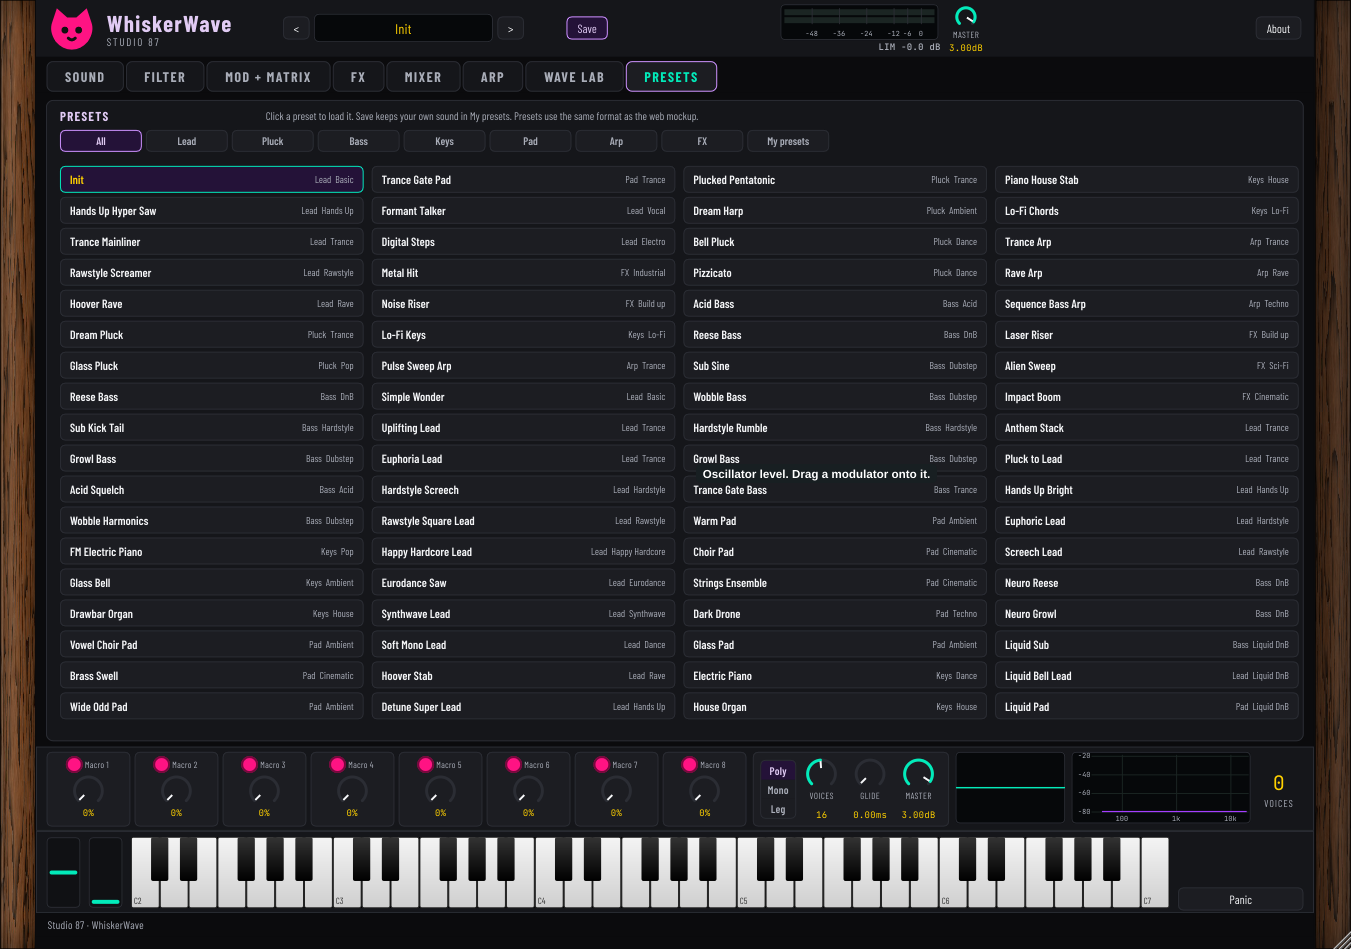 WhiskerWave
STUDIO 87
<
Init
>
Save
-48 -36 -24 -12 -6 0
LIM -0.0 dB
MASTER
3.00dB
About
SOUND FILTER MOD + MATRIX FX MIXER ARP WAVE LAB PRESETS
PRESETS
Click a preset to load it. Save keeps your own sound in My presets. Presets use the same format as the web mockup.
All Lead Pluck Bass Keys Pad Arp FX My presets
Init Lead Basic Trance Gate Pad Pad Trance Plucked Pentatonic Pluck Trance Piano House Stab Keys House
Hands Up Hyper Saw Lead Hands Up Formant Talker Lead Vocal Dream Harp Pluck Ambient Lo-Fi Chords Keys Lo-Fi
Trance Mainliner Lead Trance Digital Steps Lead Electro Bell Pluck Pluck Dance Trance Arp Arp Trance
Rawstyle Screamer Lead Rawstyle Metal Hit FX Industrial Pizzicato Pluck Dance Rave Arp Arp Rave
Hoover Rave Lead Rave Noise Riser FX Build up Acid Bass Bass Acid Sequence Bass Arp Arp Techno
Dream Pluck Pluck Trance Lo-Fi Keys Keys Lo-Fi Reese Bass Bass DnB Laser Riser FX Build up
Glass Pluck Pluck Pop Pulse Sweep Arp Arp Trance Sub Sine Bass Dubstep Alien Sweep FX Sci-Fi
Reese Bass Bass DnB Simple Wonder Lead Basic Wobble Bass Bass Dubstep Impact Boom FX Cinematic
Sub Kick Tail Bass Hardstyle Uplifting Lead Lead Trance Hardstyle Rumble Bass Hardstyle Anthem Stack Lead Trance
Growl Bass Bass Dubstep Euphoria Lead Lead Trance Growl Bass Bass Dubstep Pluck to Lead Lead Trance
Oscillator level. Drag a modulator onto it.
Acid Squelch Bass Acid Hardstyle Screech Lead Hardstyle Trance Gate Bass Bass Trance Hands Up Bright Lead Hands Up
Wobble Harmonics Bass Dubstep Rawstyle Square Lead Lead Rawstyle Warm Pad Pad Ambient Euphoric Lead Lead Hardstyle
FM Electric Piano Keys Pop Happy Hardcore Lead Lead Happy Hardcore Choir Pad Pad Cinematic Screech Lead Lead Rawstyle
Glass Bell Keys Ambient Eurodance Saw Lead Eurodance Strings Ensemble Pad Cinematic Neuro Reese Bass DnB
Drawbar Organ Keys House Synthwave Lead Lead Synthwave Dark Drone Pad Techno Neuro Growl Bass DnB
Vowel Choir Pad Pad Ambient Soft Mono Lead Lead Dance Glass Pad Pad Ambient Liquid Sub Bass Liquid DnB
Brass Swell Pad Cinematic Hoover Stab Lead Rave Electric Piano Keys Dance Liquid Bell Lead Lead Liquid DnB
Wide Odd Pad Pad Ambient Detune Super Lead Lead Hands Up House Organ Keys House Liquid Pad Pad Liquid DnB
Macro 1 Macro 2 Macro 3 Macro 4 Macro 5 Macro 6 Macro 7 Macro 8
0% 0% 0% 0% 0% 0% 0% 0%
Poly
Mono
Leg
VOICES GLIDE MASTER
16 0.00ms 3.00dB
-20
-40
-60
-80
100 1k 10k
0
VOICES
C2 C3 C4 C5 C6 C7
Panic
Studio 87 · WhiskerWave